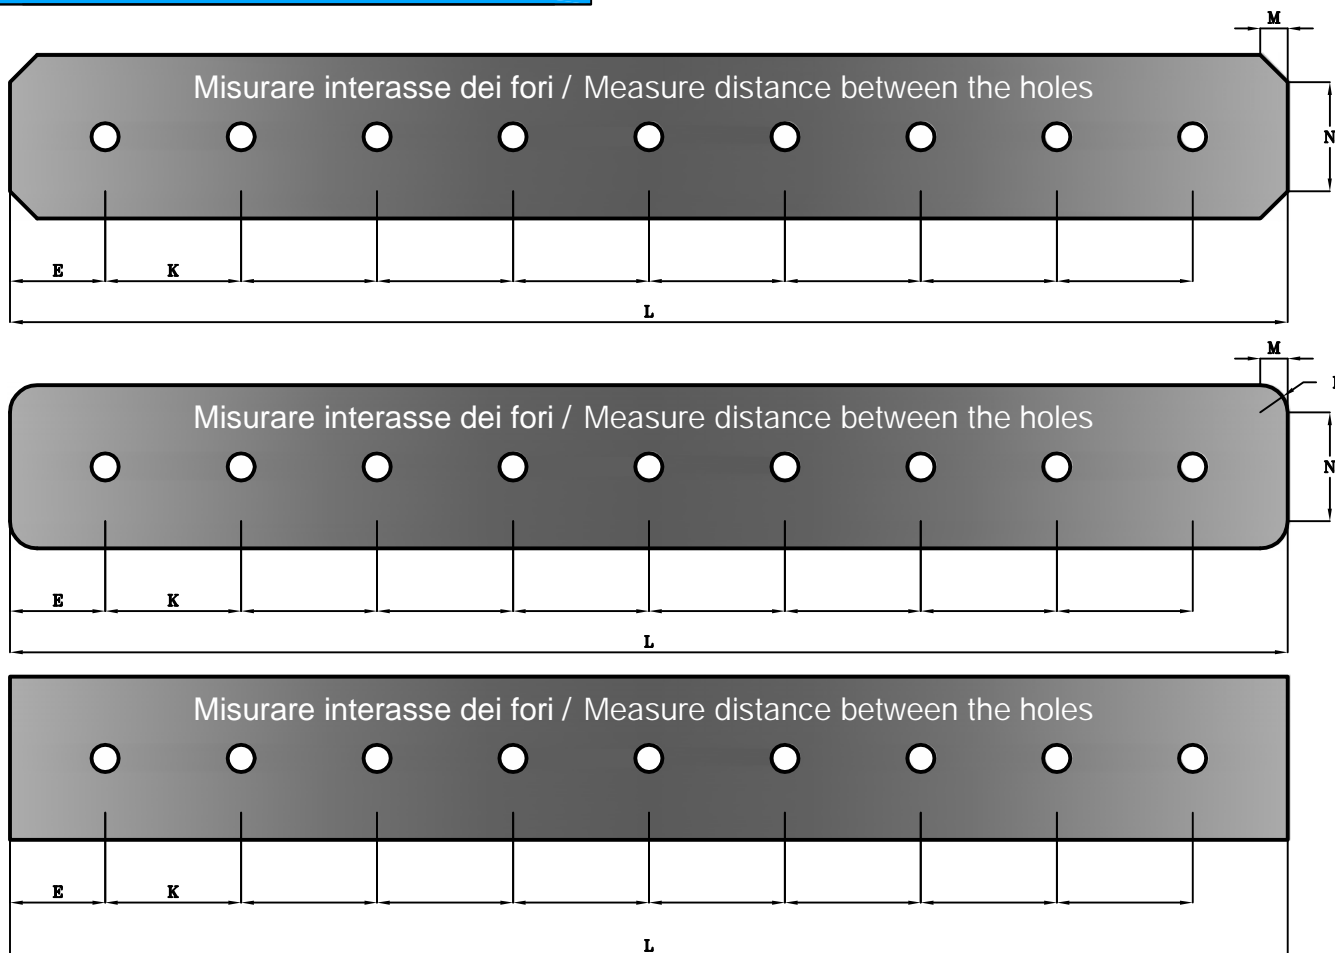 M
Misurare interasse dei fori / Measure distance between the holes
N
E K
L
M
Misurare interasse dei fori / Measure distance between the holes
N
E K
L
Misurare interasse dei fori / Measure distance between the holes
E K
L